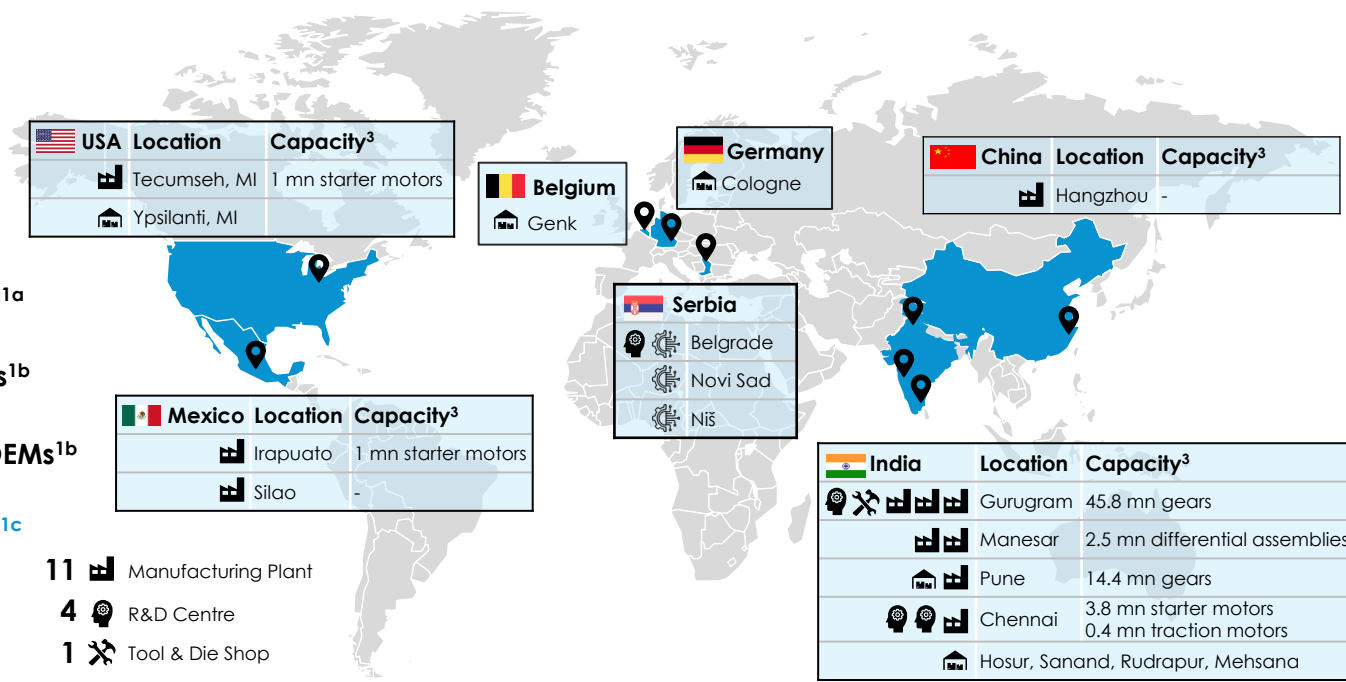 USA Location Capacity³
Tecumseh, MI 1 mn starter motors
Ypsilanti, MI
Belgium
Genk
Germany
Cologne
China Location Capacity³
Hangzhou -
Serbia
Belgrade
Novi Sad
Niš
1a
s1b
Mexico Location Capacity³
Irapuato 1 mn starter motors
Silao -
OEMs1b
1c
India Location Capacity³
Gurugram 45.8 mn gears
Manesar 2.5 mn differential assemblies
Pune 14.4 mn gears
Chennai 3.8 mn starter motors
0.4 mn traction motors
Hosur, Sanand, Rudrapur, Mehsana
11 Manufacturing Plant
4 R&D Centre
1 Tool & Die Shop